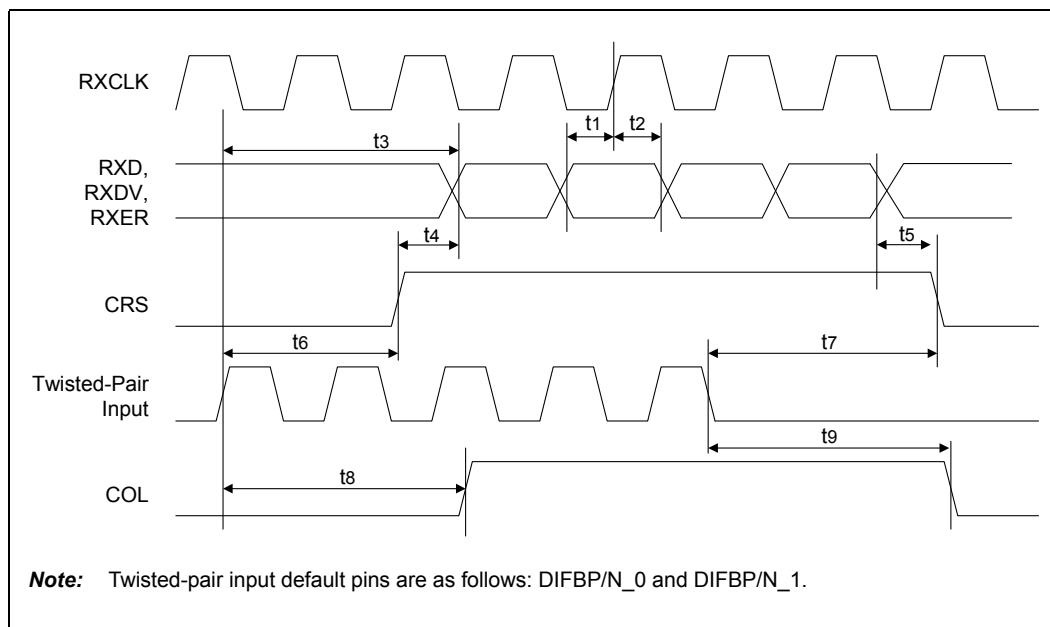 RXCLK
t1
t2
t3
RXD,
RXDV,
RXER
t4
t5
CRS
t6
t7
Twisted-Pair
Input
t9
t8
COL
Note: Twisted-pair input default pins are as follows: DIFBP/N_0 and DIFBP/N_1.